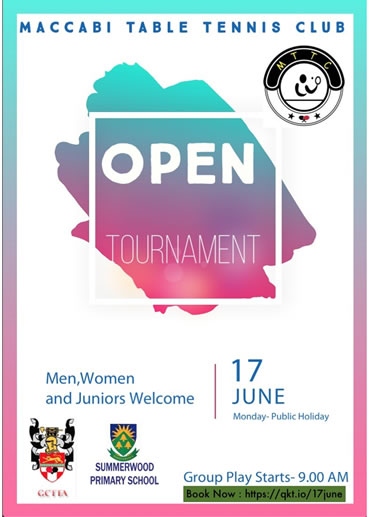 MACCABI TABLE TENNIS CLUB
MTTC
OPEN
TOURNAMENT
Men,Women
and Juniors Welcome
17
JUNE
Monday- Public Holiday
GCTTA
SUMMERWOOD
PRIMARY SCHOOL
Group Play Starts- 9.00 AM
Book Now : https://qkt.io/17june